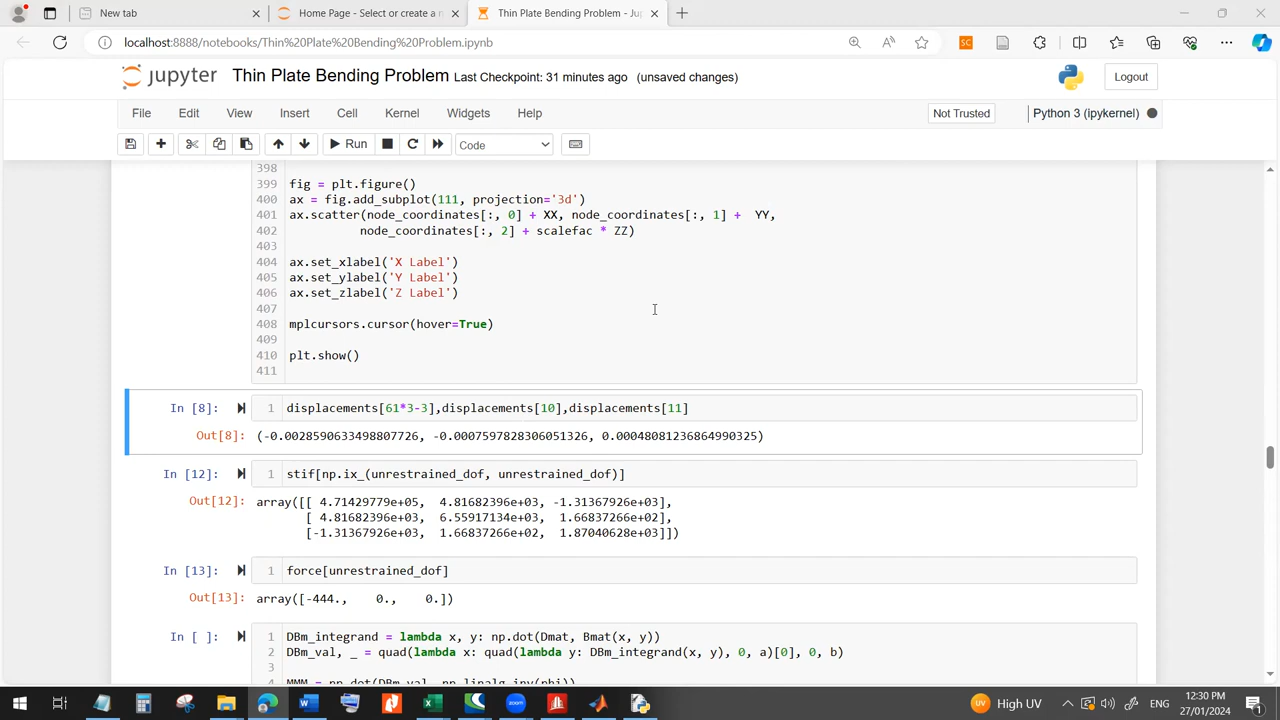 New tab
Home Page - Select or create a n
Thin Plate Bending Problem - Ju
localhost:8888/notebooks/Thin%20Plate%20Bending%20Problem.ipynb
jupyter
Thin Plate Bending Problem Last Checkpoint: 31 minutes ago (unsaved changes)
Logout
File Edit View Insert Cell Kernel Widgets Help
Not Trusted
Python 3 (ipykernel)
Run
Code
398
399 fig = plt.figure()
400 ax = fig.add_subplot(111, projection='3d')
401 ax.scatter(node_coordinates[:, 0] + XX, node_coordinates[:, 1] +  YY,
402 node_coordinates[:, 2] + scalefac * ZZ)
403
404 ax.set_xlabel('X Label')
405 ax.set_ylabel('Y Label')
406 ax.set_zlabel('Z Label')
407
408 mplcursors.cursor(hover=True)
409
410 plt.show()
411
In [8]: 1 displacements[61*3-3],displacements[10],displacements[11]
Out[8]: (-0.0028590633498807726, -0.0007597828306051326, 0.00048081236864990325)
In [12]: 1 stif[np.ix_(unrestrained_dof, unrestrained_dof)]
Out[12]: array([[ 4.71429779e+05,  4.81682396e+03, -1.31367926e+03],
[ 4.81682396e+03,  6.55917134e+03,  1.66837266e+02],
[-1.31367926e+03,  1.66837266e+02,  1.87040628e+03]])
In [13]: 1 force[unrestrained_dof]
Out[13]: array([-444.,    0.,    0.])
In [ ]: 1 DBm_integrand = lambda x, y: np.dot(Dmat, Bmat(x, y))
2 DBm_val, _ = quad(lambda x: quad(lambda y: DBm_integrand(x, y), 0, a)[0], 0, b)
3
4 MMM = np.dot(DBm_val, np.linalg.inv(phi))
High UV
ENG
12:30 PM
27/01/2024